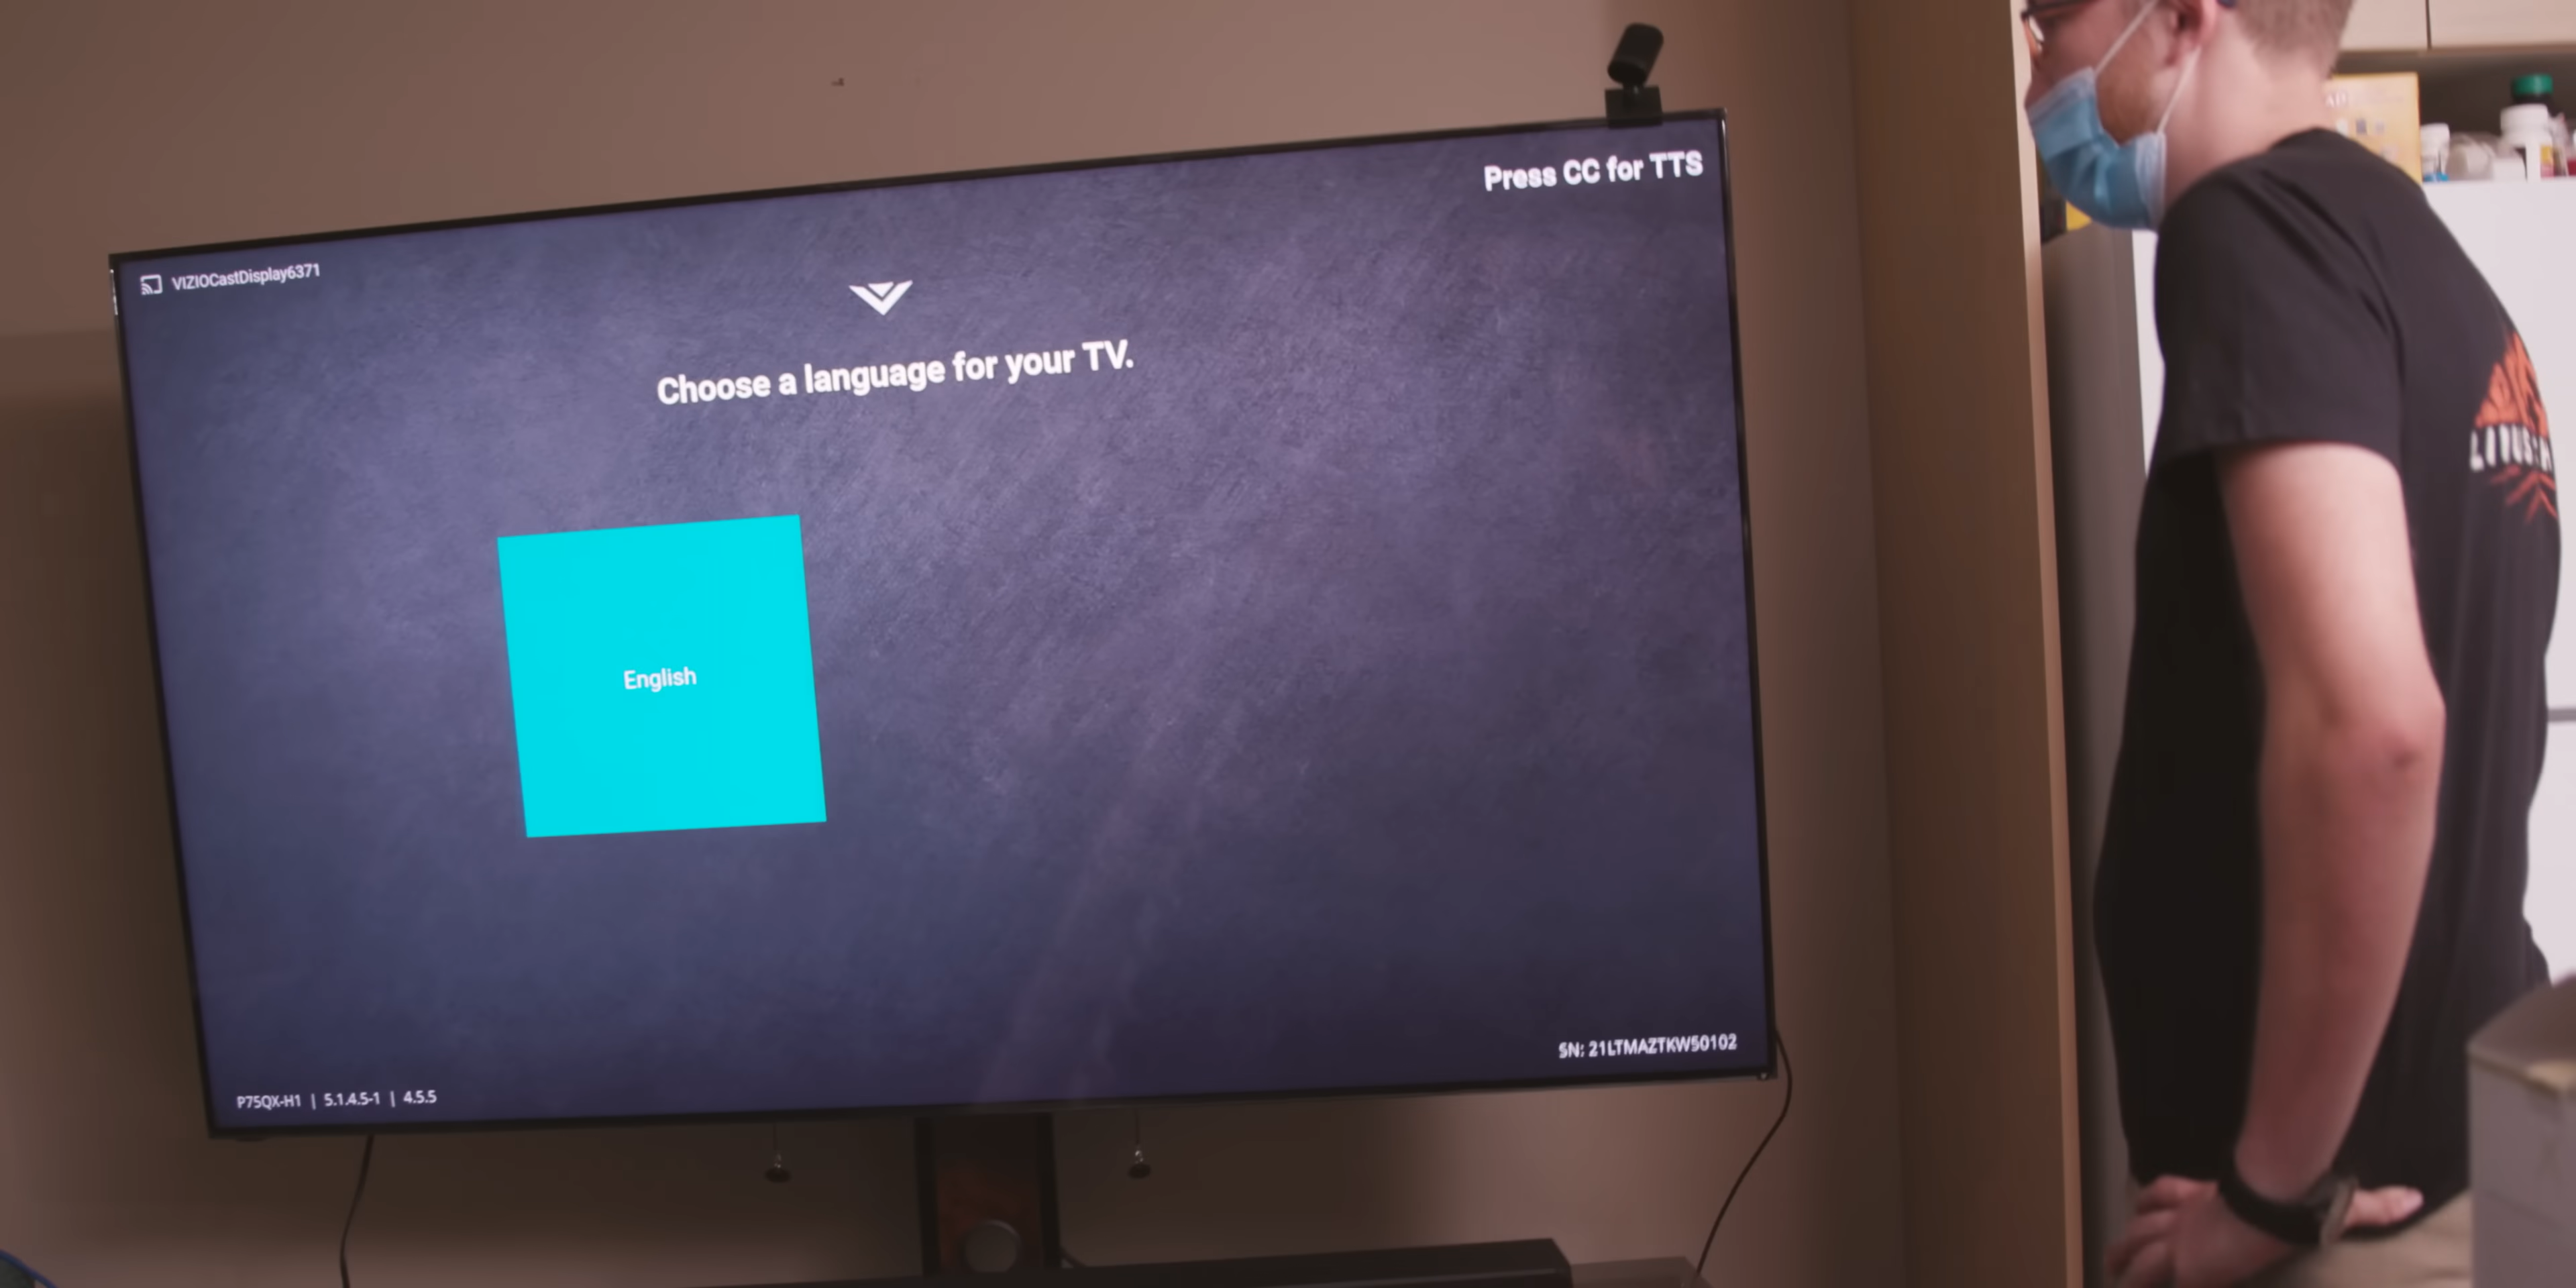 Press CC for TTS
VIZIOCastDisplay6371
Choose a language for your TV.
English
SN: 21LTMAZTKW50102
P75QX-H1 | 5.1.4.5-1 | 4.5.5